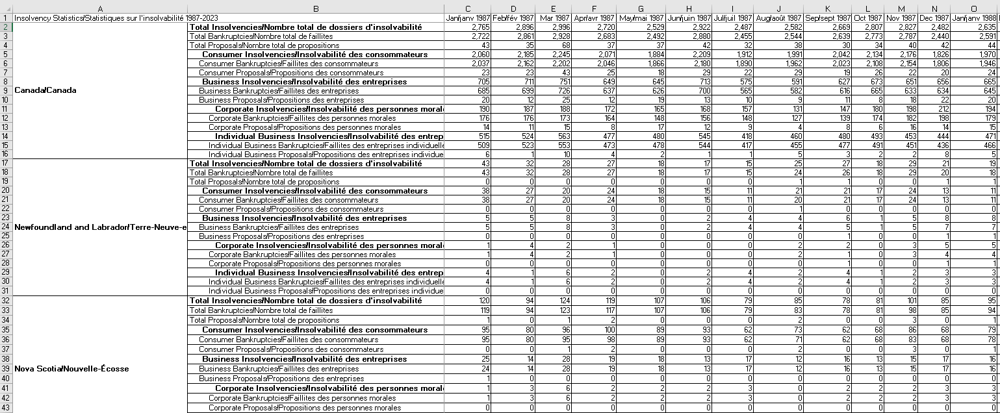 A B C D E F G H I J K L M N O
1 Insolvency Statistics/Statistiques sur l'insolvabilité 1987-2023 Jan/janv 1987 Feb/fév 1987 Mar 1987 Apr/avr 1987 May/mai 1987 Jun/juin 1987 Jul/juil 1987 Aug/août 1987 Sep/sept 1987 Oct 1987 Nov 1987 Dec 1987 Jan/janv 1988
2 Total Insolvencies/Nombre total de dossiers d'insolvabilité 2,765 2,896 2,996 2,720 2,529 2,922 2,487 2,582 2,669 2,807 2,827 2,482 2,635
3 Total Bankruptcies/Nombre total de faillites 2,722 2,861 2,928 2,683 2,492 2,880 2,455 2,544 2,639 2,773 2,787 2,440 2,591
4 Total Proposals/Nombre total de propositions 43 35 68 37 37 42 32 38 30 34 40 42 44
5 Consumer Insolvencies/Insolvabilité des consommateurs 2,060 2,185 2,245 2,071 1,884 2,209 1,912 1,991 2,042 2,134 2,176 1,826 1,970
6 Consumer Bankruptcies/Faillites des consommateurs 2,037 2,162 2,202 2,046 1,866 2,180 1,890 1,962 2,023 2,108 2,154 1,806 1,946
7 Consumer Proposals/Propositions des consommateurs 23 23 43 25 18 29 22 29 19 26 22 20 24
8 Business Insolvencies/Insolvabilité des entreprises 705 711 751 649 645 713 575 591 627 673 651 656 665
9 Canada/Canada Business Bankruptcies/Faillites des entreprises 685 699 726 637 626 700 565 582 616 665 633 634 645
10 Business Proposals/Propositions des entreprises 20 12 25 12 19 13 10 9 11 8 18 22 20
11 Corporate Insolvencies/Insolvabilité des personnes moral 190 187 188 172 165 168 157 131 147 180 198 212 194
12 Corporate Bankruptcies/Faillites des personnes morales 176 176 173 164 148 156 148 127 139 174 182 198 179
13 Corporate Proposals/Propositions des personnes morales 14 11 15 8 17 12 9 4 8 6 16 14 15
14 Individual Business Insolvencies/Insolvabilité des entrep 515 524 563 477 480 545 418 460 480 493 453 444 471
15 Individual Business Bankruptcies/Faillites des entreprises individuelle 509 523 553 473 478 544 417 455 477 491 451 436 466
16 Individual Business Proposals/Propositions des entreprises individue 6 1 10 4 2 1 1 5 3 2 2 8 5
17 Total Insolvencies/Nombre total de dossiers d'insolvabilité 43 32 28 27 18 17 15 25 27 18 29 21 19
18 Total Bankruptcies/Nombre total de faillites 43 32 28 27 18 17 15 24 26 18 29 20 18
19 Total Proposals/Nombre total de propositions 0 0 0 0 0 0 0 1 1 0 0 1 1
20 Consumer Insolvencies/Insolvabilité des consommateurs 38 27 20 24 18 15 11 21 21 17 24 13 11
21 Consumer Bankruptcies/Faillites des consommateurs 38 27 20 24 18 15 11 20 21 17 24 13 11
22 Consumer Proposals/Propositions des consommateurs 0 0 0 0 0 0 0 1 0 0 0 0 0
23 Business Insolvencies/Insolvabilité des entreprises 5 5 8 3 0 2 4 4 6 1 5 8 8
24 Newfoundland and Labrador/Terre-Neuve-e Business Bankruptcies/Faillites des entreprises 5 5 8 3 0 2 4 4 5 1 5 7 7
25 Business Proposals/Propositions des entreprises 0 0 0 0 0 0 0 0 1 0 0 1 1
26 Corporate Insolvencies/Insolvabilité des personnes moral 1 4 2 1 0 0 0 2 2 0 3 5 5
27 Corporate Bankruptcies/Faillites des personnes morales 1 4 2 1 0 0 0 2 1 0 3 4 4
28 Corporate Proposals/Propositions des personnes morales 0 0 0 0 0 0 0 0 1 0 0 1 1
29 Individual Business Insolvencies/Insolvabilité des entrep 4 1 6 2 0 2 4 2 4 1 2 3 3
30 Individual Business Bankruptcies/Faillites des entreprises individuelle 4 1 6 2 0 2 4 2 4 1 2 3 3
31 Individual Business Proposals/Propositions des entreprises individue 0 0 0 0 0 0 0 0 0 0 0 0 0
32 Total Insolvencies/Nombre total de dossiers d'insolvabilité 120 94 124 119 107 106 79 85 78 81 101 85 95
33 Total Bankruptcies/Nombre total de faillites 119 94 123 117 107 106 79 83 78 81 98 85 94
34 Total Proposals/Nombre total de propositions 1 0 1 2 0 0 0 2 0 0 3 0 1
35 Consumer Insolvencies/Insolvabilité des consommateurs 95 80 96 100 89 93 62 73 62 68 86 68 79
36 Consumer Bankruptcies/Faillites des consommateurs 95 80 95 98 89 93 62 71 62 68 83 68 78
37 Consumer Proposals/Propositions des consommateurs 0 0 1 2 0 0 0 2 0 0 3 0 1
38 Business Insolvencies/Insolvabilité des entreprises 25 14 28 19 18 13 17 12 16 13 15 17 16
39 Nova Scotia/Nouvelle-Écosse Business Bankruptcies/Faillites des entreprises 24 14 28 19 18 13 17 12 16 13 15 17 16
40 Business Proposals/Propositions des entreprises 1 0 0 0 0 0 0 0 0 0 0 0 0
41 Corporate Insolvencies/Insolvabilité des personnes moral 1 3 6 2 2 2 3 0 2 2 2 3 3
42 Corporate Bankruptcies/Faillites des personnes morales 1 3 6 2 2 2 3 0 2 2 2 3 3
43 Corporate Proposals/Propositions des personnes morales 0 0 0 0 0 0 0 0 0 0 0 0 0